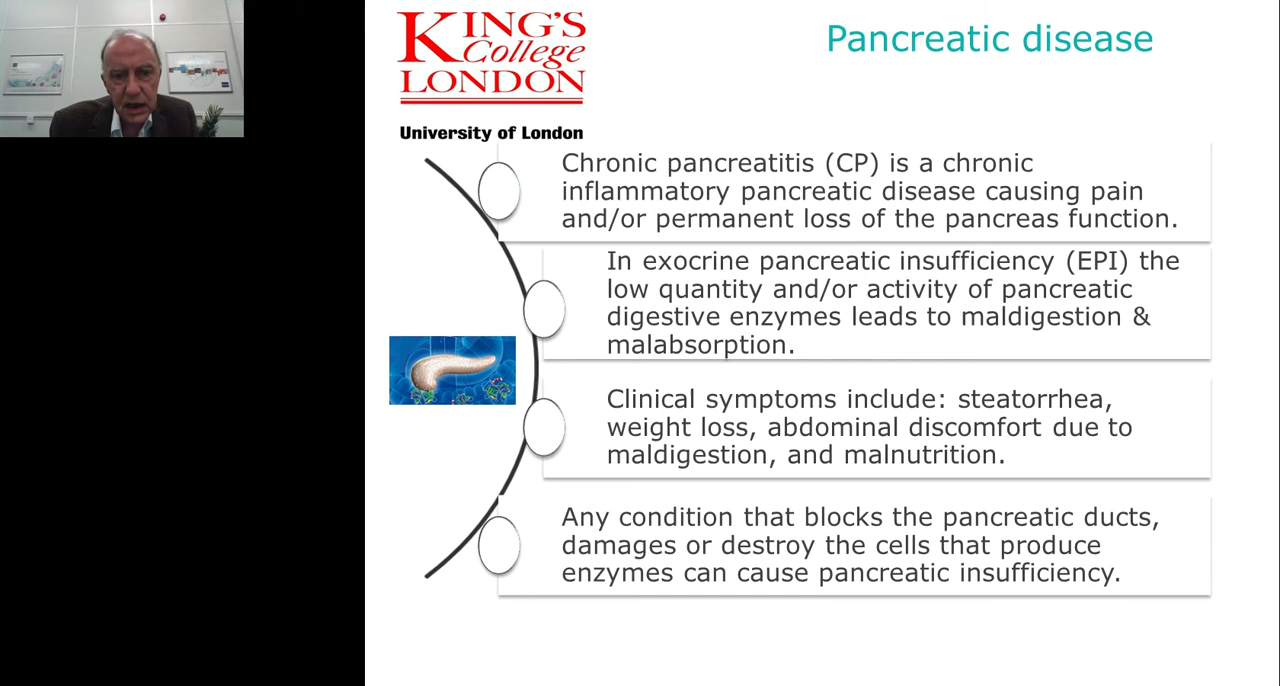 KING'S
College
LONDON
University of London
Pancreatic disease
Chronic pancreatitis (CP) is a chronic
inflammatory pancreatic disease causing pain
and/or permanent loss of the pancreas function.
In exocrine pancreatic insufficiency (EPI) the
low quantity and/or activity of pancreatic
digestive enzymes leads to maldigestion &
malabsorption.
Clinical symptoms include: steatorrhea,
weight loss, abdominal discomfort due to
maldigestion, and malnutrition.
Any condition that blocks the pancreatic ducts,
damages or destroy the cells that produce
enzymes can cause pancreatic insufficiency.